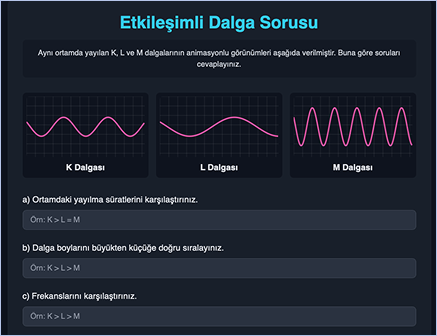 Etkileşimli Dalga Sorusu
Aynı ortamda yayılan K, L ve M dalgalarının animasyonlu görünümleri aşağıda verilmiştir. Buna göre soruları
cevaplayınız.
K Dalgası
L Dalgası
M Dalgası
a) Ortamdaki yayılma süratlerini karşılaştırınız.
Örn: K > L = M
b) Dalga boylarını büyükten küçüğe doğru sıralayınız.
Örn: K > L > M
c) Frekanslarını karşılaştırınız.
Örn: K > L > M